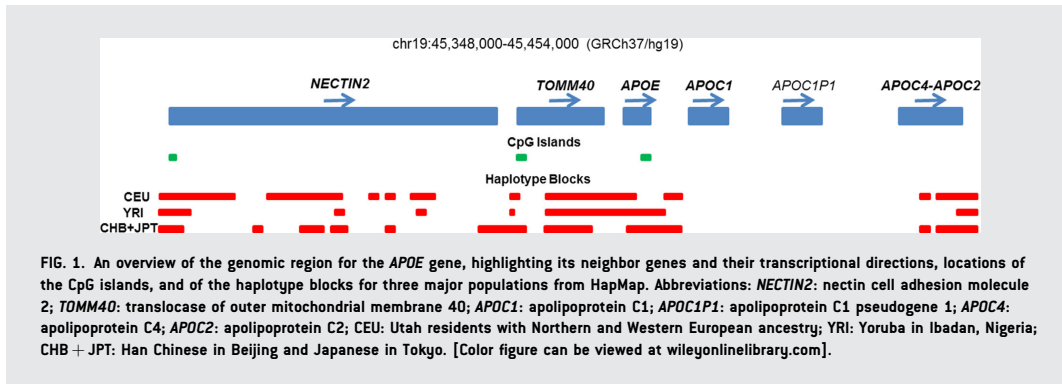 chr19:45,348,000-45,454,000 (GRCh37/hg19)
NECTIN2 TOMM40 APOE APOC1 APOC1P1 APOC4-APOC2
CpG Islands
Haplotype Blocks
CEU
YRI
CHB+JPT
FIG. 1. An overview of the genomic region for the APOE gene, highlighting its neighbor genes and their transcriptional directions, locations of
the CpG islands, and of the haplotype blocks for three major populations from HapMap. Abbreviations: NECTIN2: nectin cell adhesion molecule
2; TOMM40: translocase of outer mitochondrial membrane 40; APOC1: apolipoprotein C1; APOC1P1: apolipoprotein C1 pseudogene 1; APOC4:
apolipoprotein C4; APOC2: apolipoprotein C2; CEU: Utah residents with Northern and Western European ancestry; YRI: Yoruba in Ibadan, Nigeria;
CHB + JPT: Han Chinese in Beijing and Japanese in Tokyo. [Color figure can be viewed at wileyonlinelibrary.com].